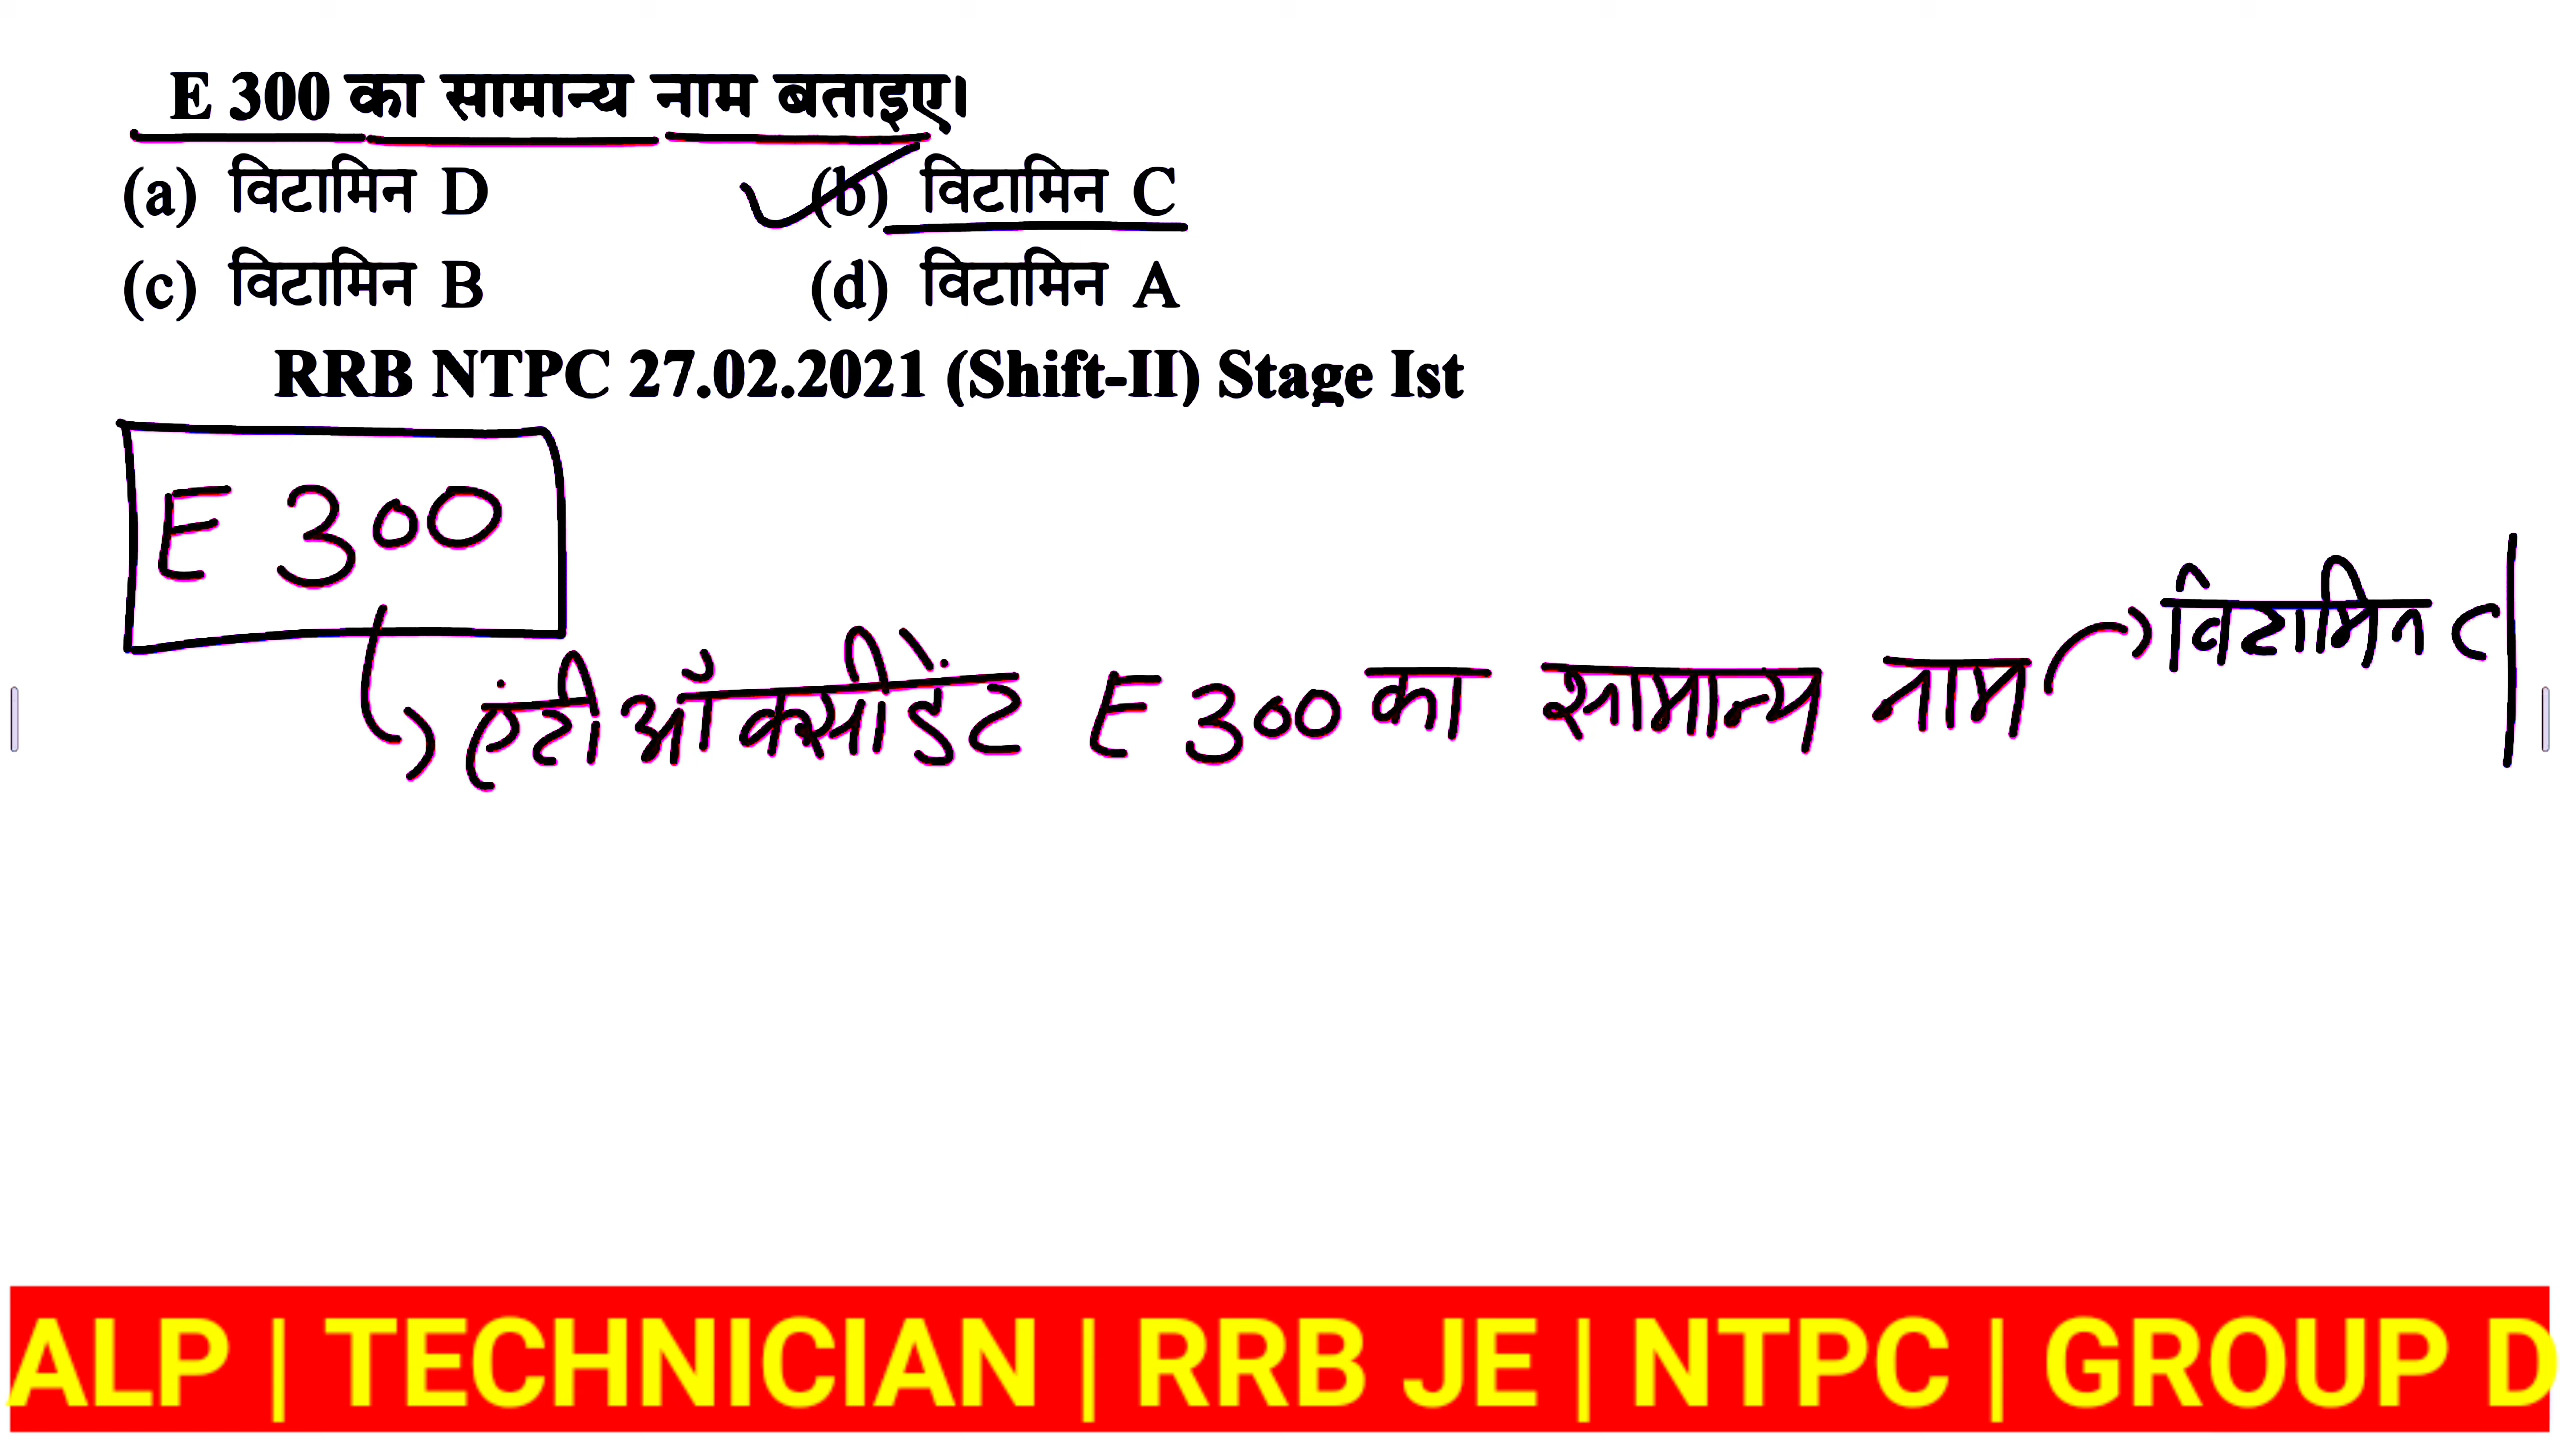 E 300 का सामान्य नाम बताइए।
(a) विटामिन D (b) विटामिन C
(c) विटामिन B (d) विटामिन A
RRB NTPC 27.02.2021 (Shift-II) Stage Ist
E 300
एंटीऑक्सीडेंट E 300 का सामान्य नाम विटामिन C
ALP | TECHNICIAN | RRB JE | NTPC | GROUP D